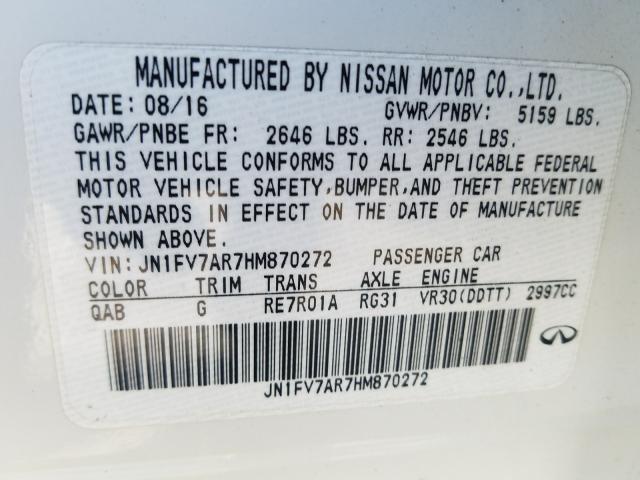 MANUFACTURED BY NISSAN MOTOR CO.,LTD.
DATE: 08/16 GVWR/PNBV: 5159 LBS.
GAWR/PNBE FR: 2646 LBS. RR: 2546 LBS.
THIS VEHICLE CONFORMS TO ALL APPLICABLE FEDERAL
MOTOR VEHICLE SAFETY,BUMPER,AND THEFT PREVENTION
STANDARDS IN EFFECT ON THE DATE OF MANUFACTURE
SHOWN ABOVE.
VIN: JN1FV7AR7HM870272 PASSENGER CAR
COLOR TRIM TRANS AXLE ENGINE
QAB G RE7R01A RG31 VR30(DDTT) 2997CC
JN1FV7AR7HM870272